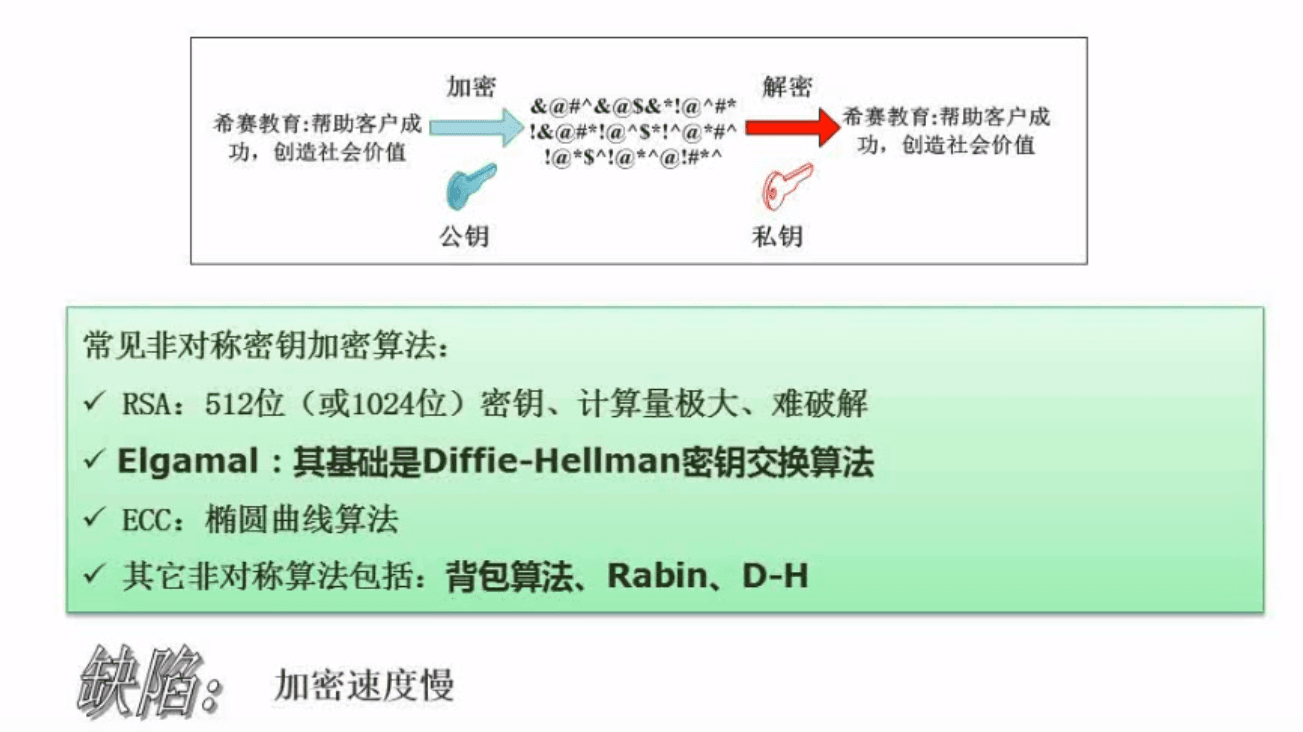 加密
解密
希赛教育:帮助客户成
功，创造社会价值
&@#^&@$&*!@^#*
!&@#*!@^$*!^@*#^
!@*$^!@*^@!#*^
希赛教育:帮助客户成
功，创造社会价值
公钥
私钥
常见非对称密钥加密算法：
✓ RSA：512位（或1024位）密钥、计算量极大、难破解
✓ Elgamal：其基础是Diffie-Hellman密钥交换算法
✓ ECC：椭圆曲线算法
✓ 其它非对称算法包括：背包算法、Rabin、D-H
缺陷： 加密速度慢